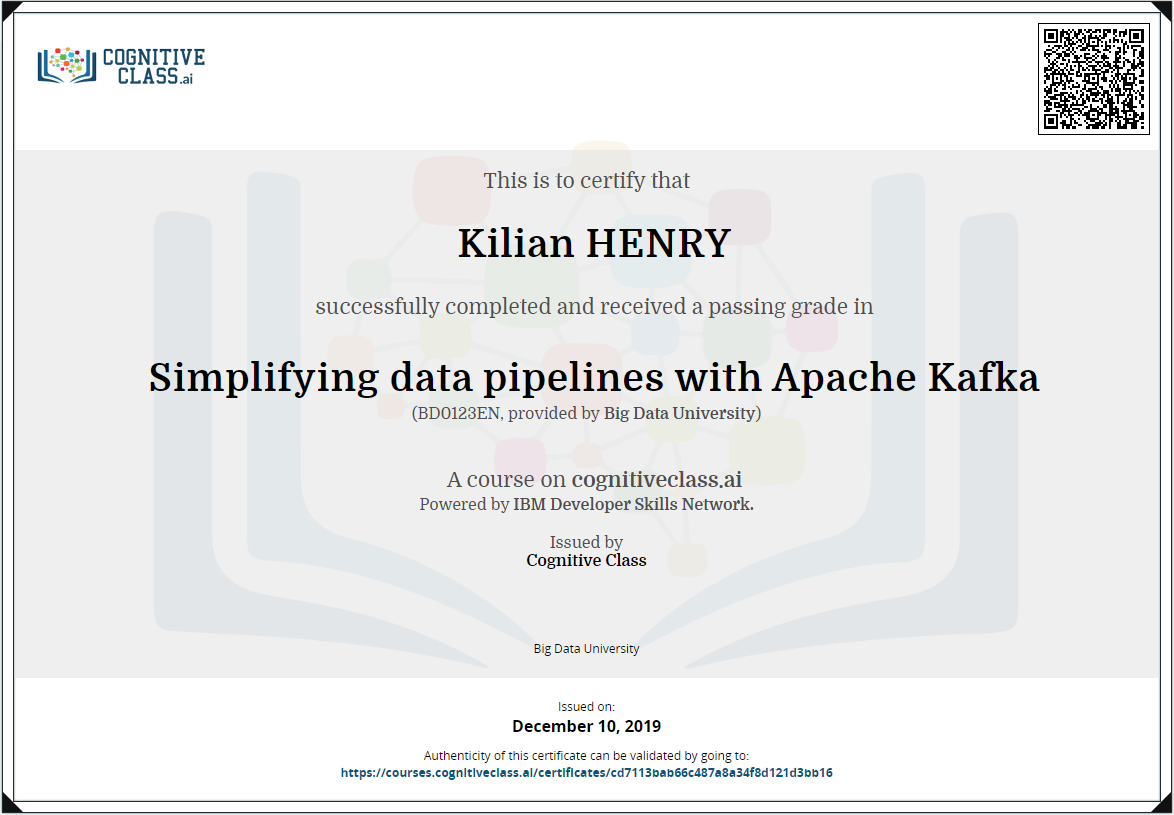 COGNITIVE
CLASS.ai
This is to certify that
Kilian HENRY
successfully completed and received a passing grade in
Simplifying data pipelines with Apache Kafka
(BD0123EN, provided by Big Data University)
A course on cognitiveclass.ai
Powered by IBM Developer Skills Network.
Issued by
Cognitive Class
Big Data University
Issued on:
December 10, 2019
Authenticity of this certificate can be validated by going to:
https://courses.cognitiveclass.ai/certificates/cd7113bab66c487a8a34f8d121d3bb16